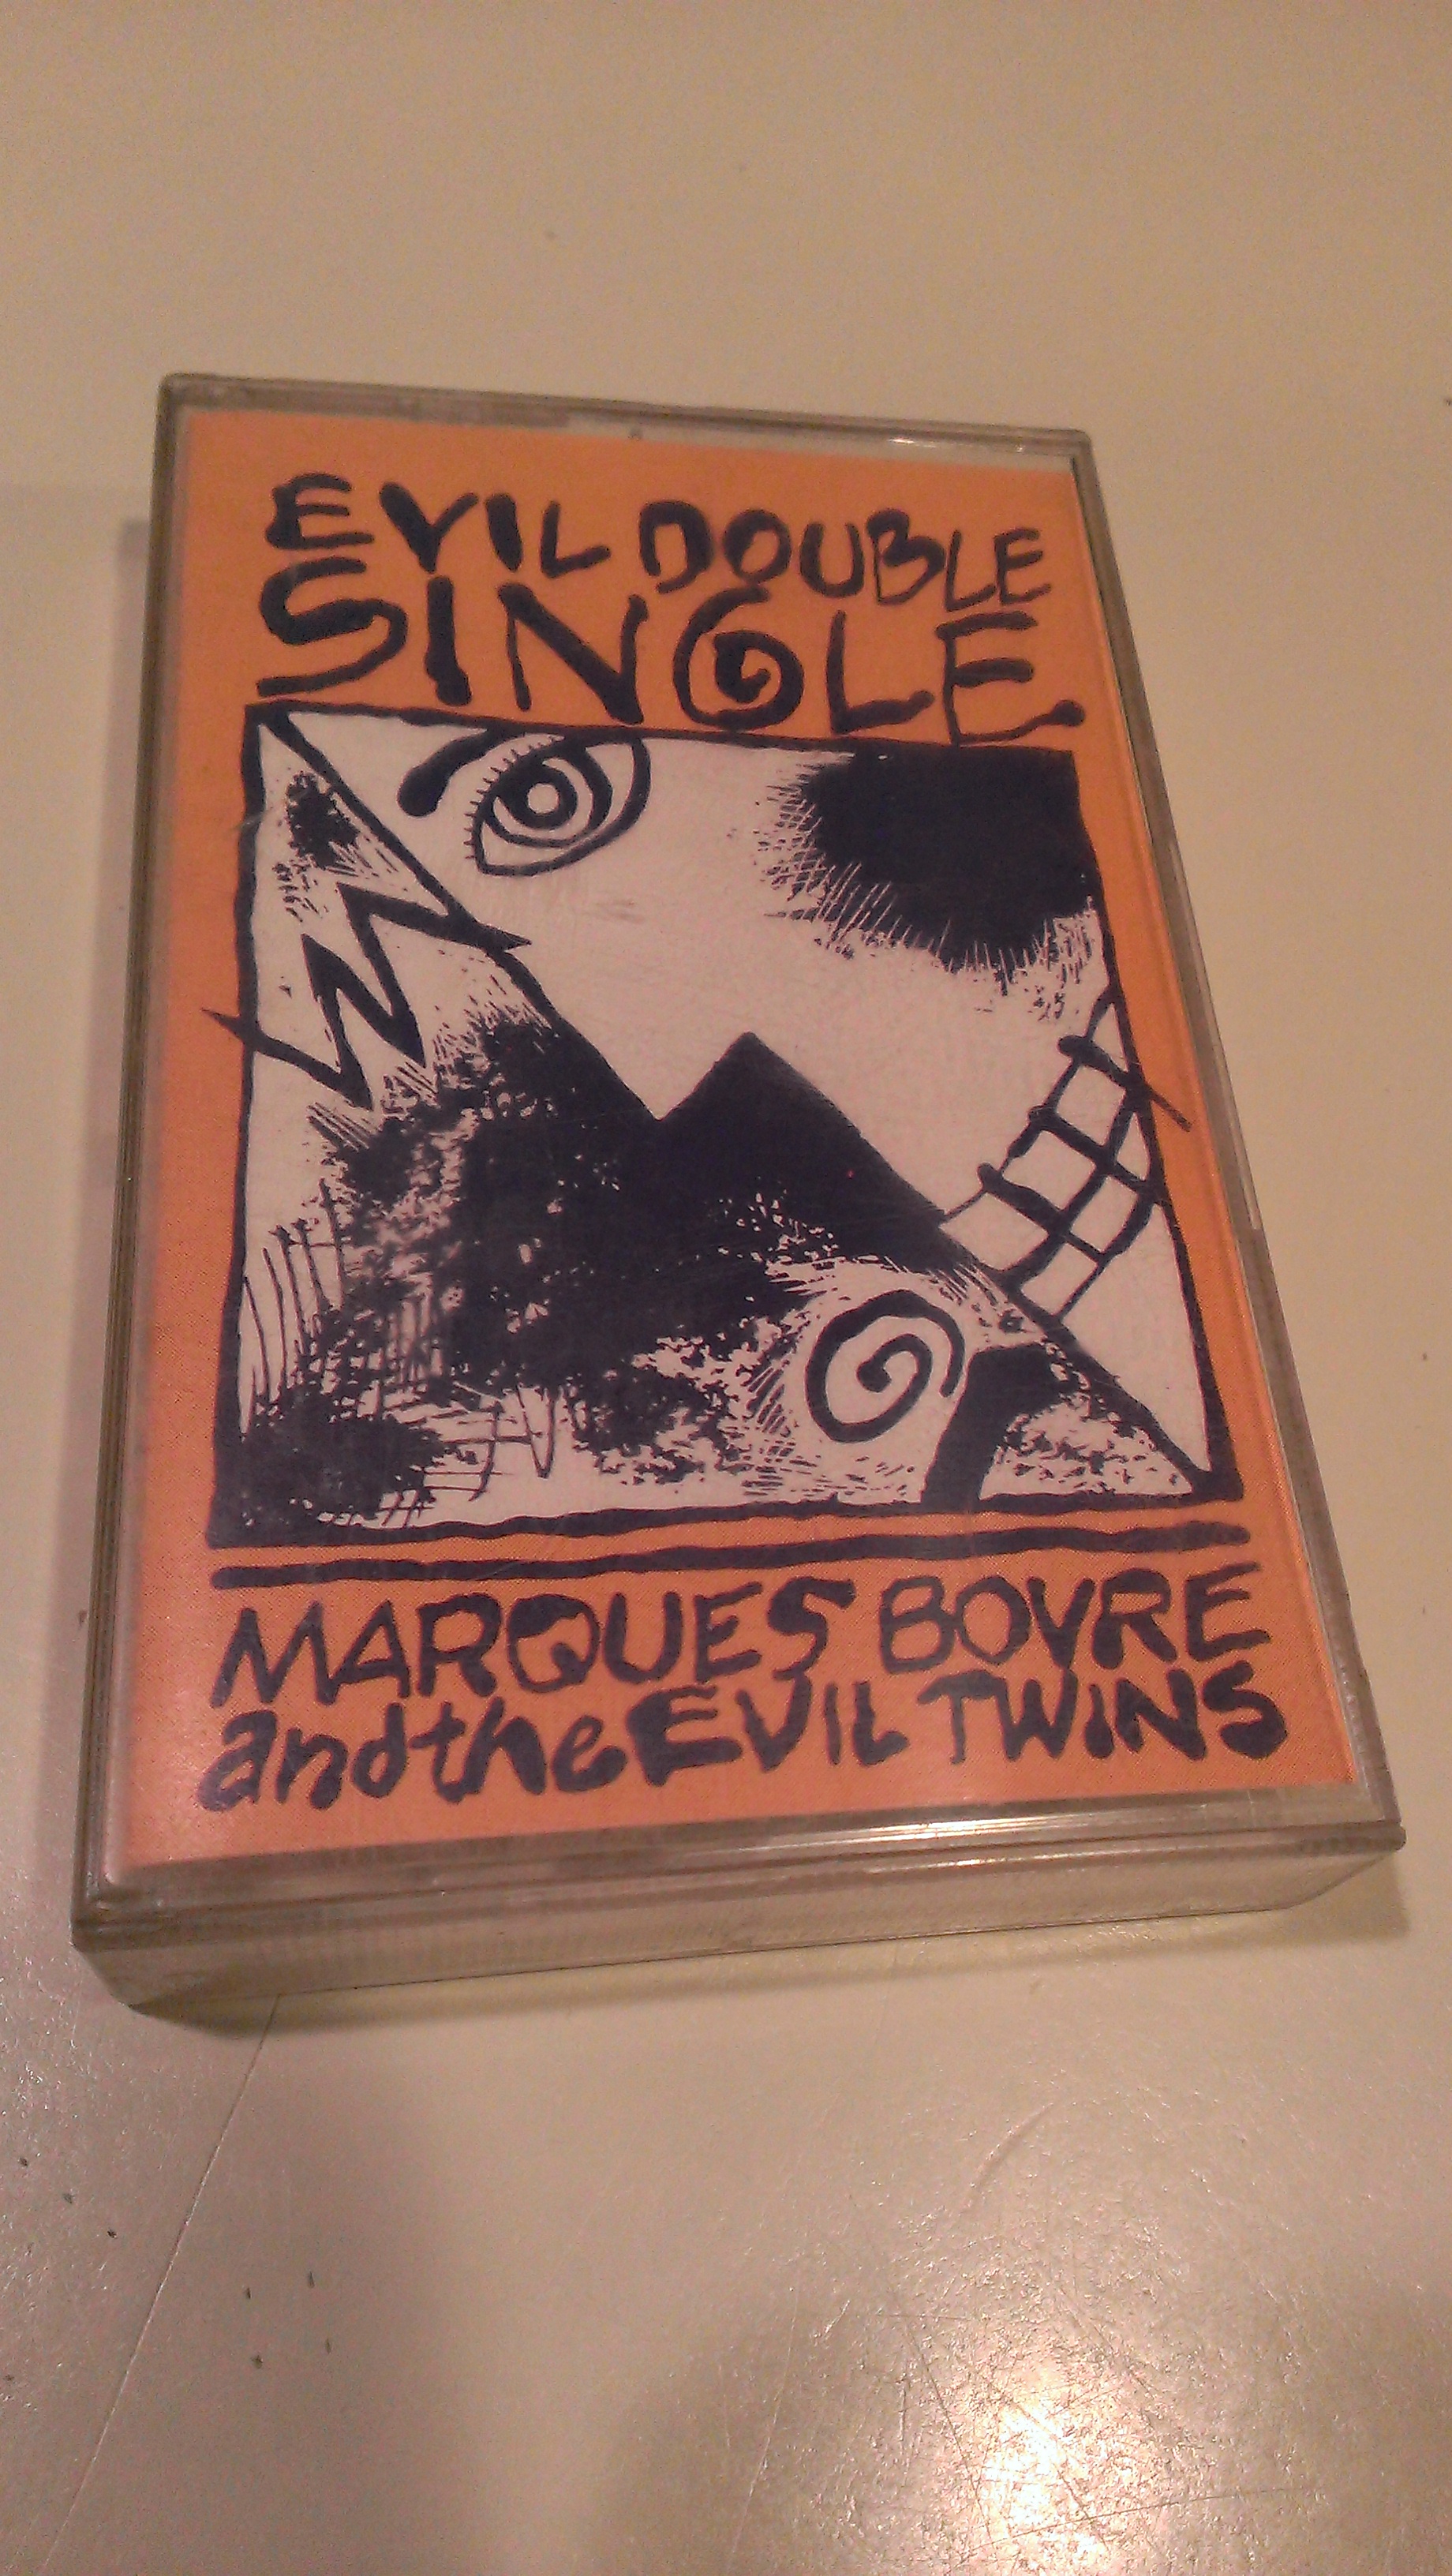 EVIL DOUBLE
SINGLE
MARQUES BOVRE
and the EVIL TWiNS